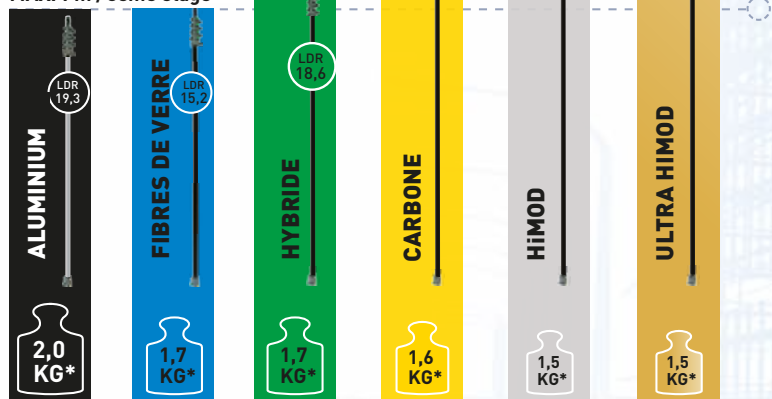 ALUMINIUM
LDR
19,3
2,0
KG*
FIBRES DE VERRE
LDR
15,2
1,7
KG*
HYBRIDE
LDR
18,6
1,7
KG*
CARBONE
1,6
KG*
HiMOD
1,5
KG*
ULTRA HIMOD
1,5
KG*